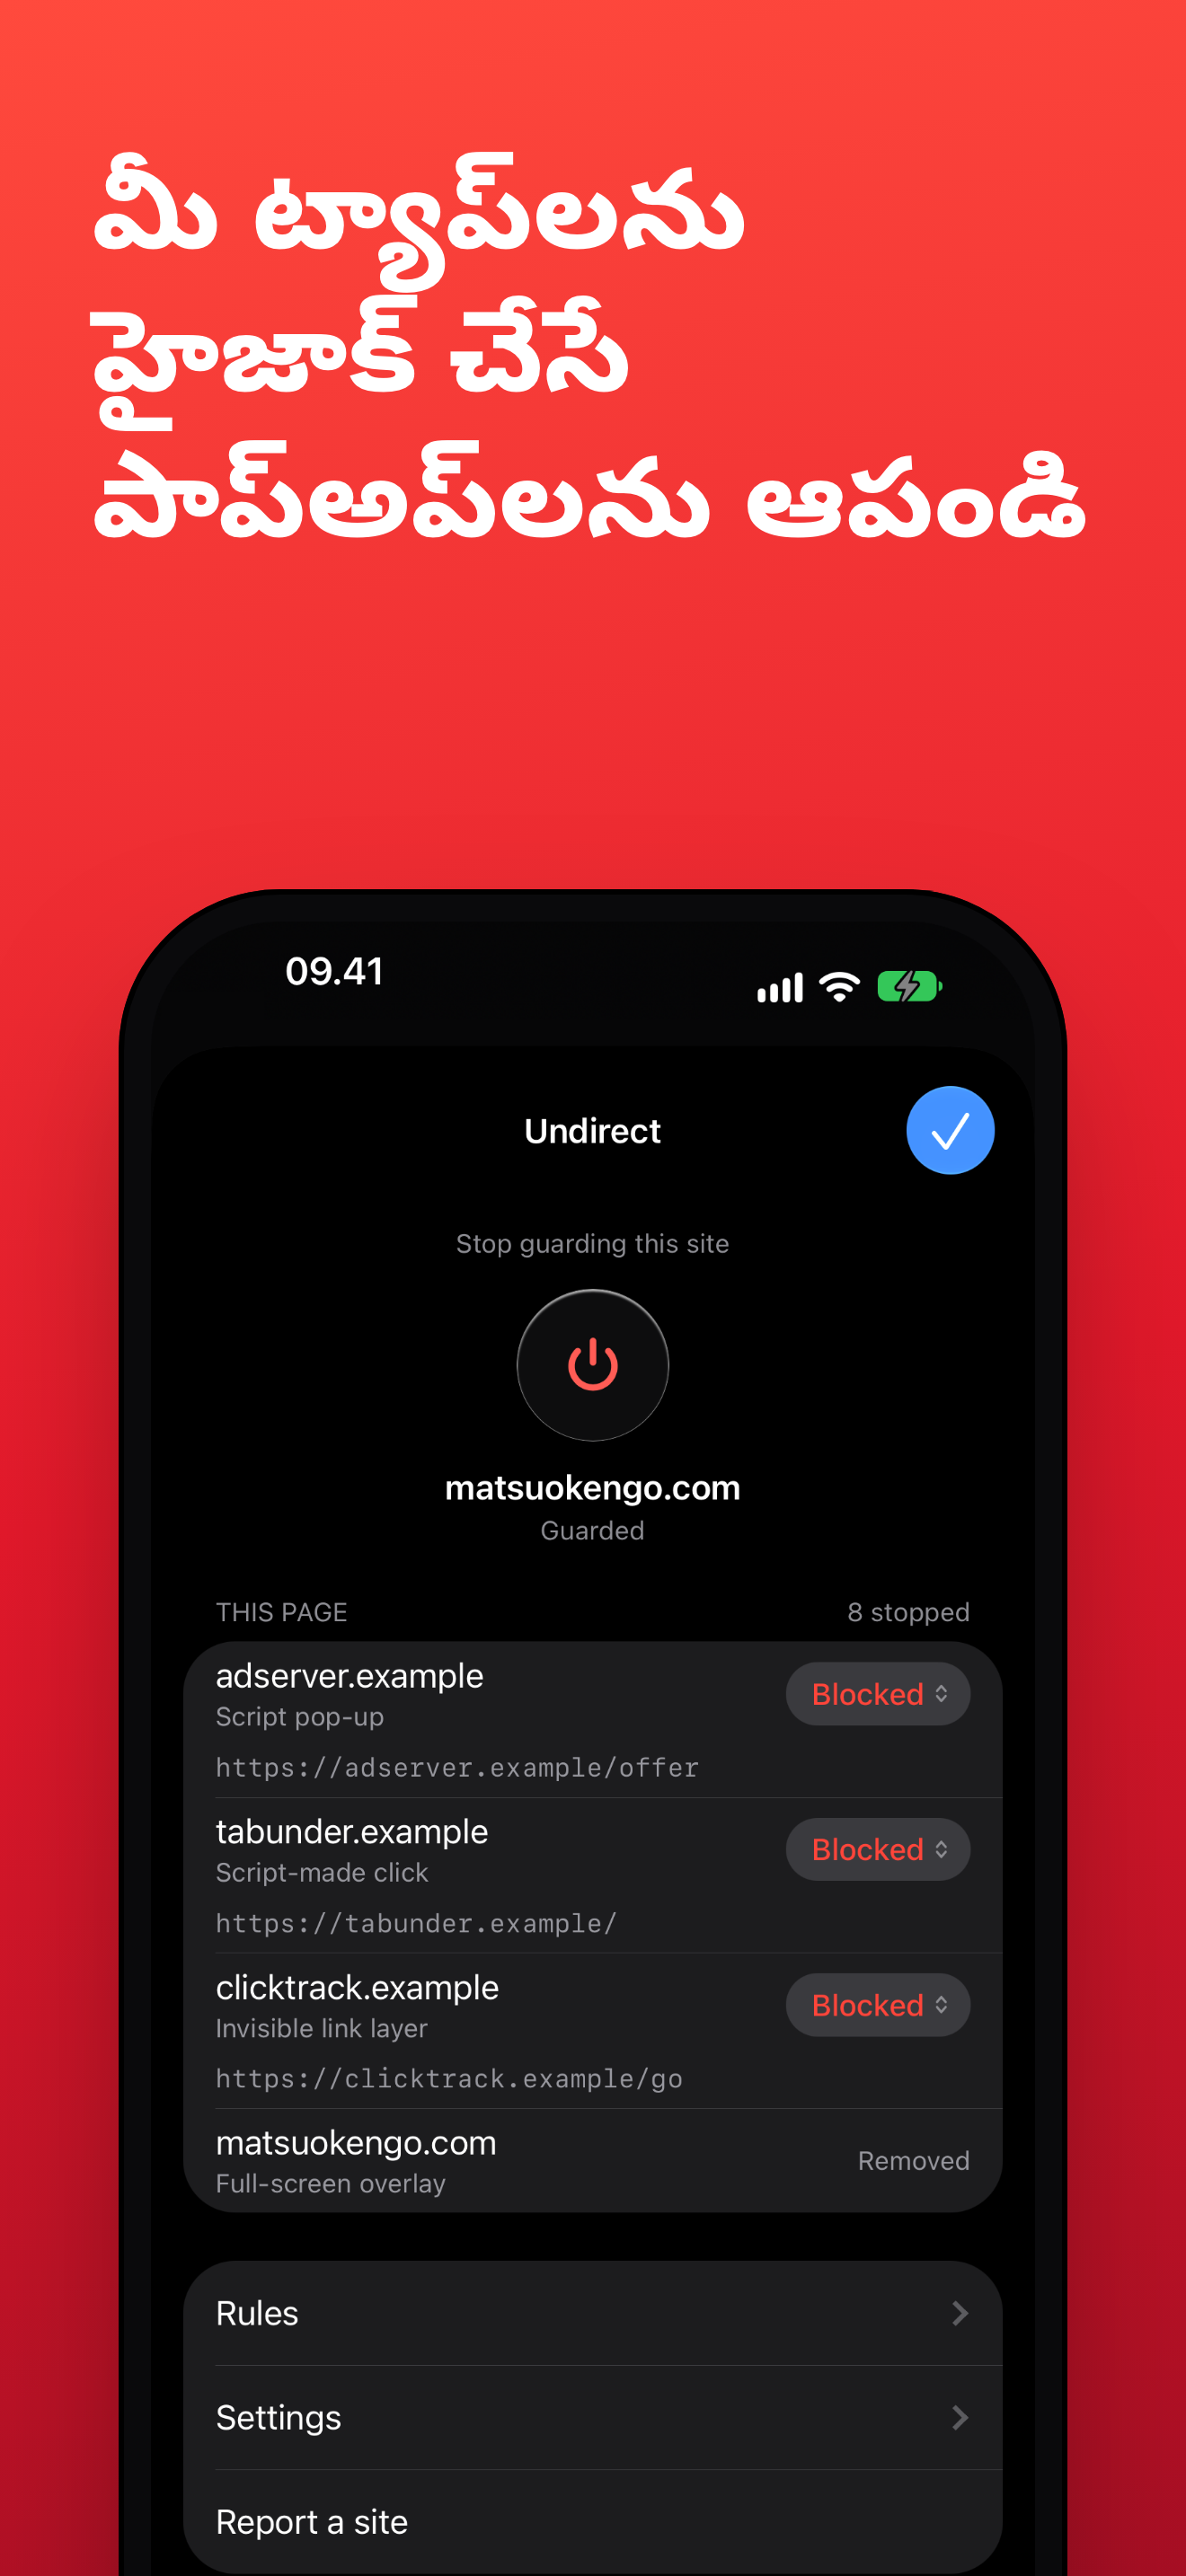 మీ ట్యాప్‌లను
హైజాక్ చేసే
పాప్‌అప్‌లను ఆపండి
09.41
Undirect
Stop guarding this site
matsuokengo.com
Guarded
THIS PAGE
8 stopped
adserver.example
Blocked
Script pop-up
https://adserver.example/offer
tabunder.example
Blocked
Script-made click
https://tabunder.example/
clicktrack.example
Blocked
Invisible link layer
https://clicktrack.example/go
matsuokengo.com
Removed
Full-screen overlay
Rules
Settings
Report a site